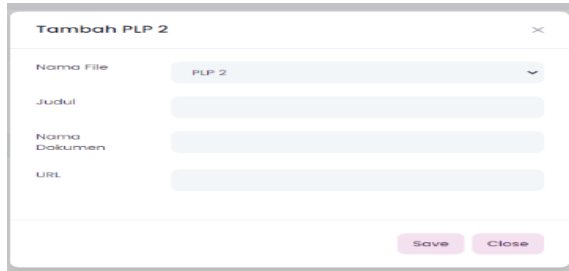 Tambah PLP 2
Nama File
PLP 2
Judul
Nama
Dokumen
URL
Save
Close